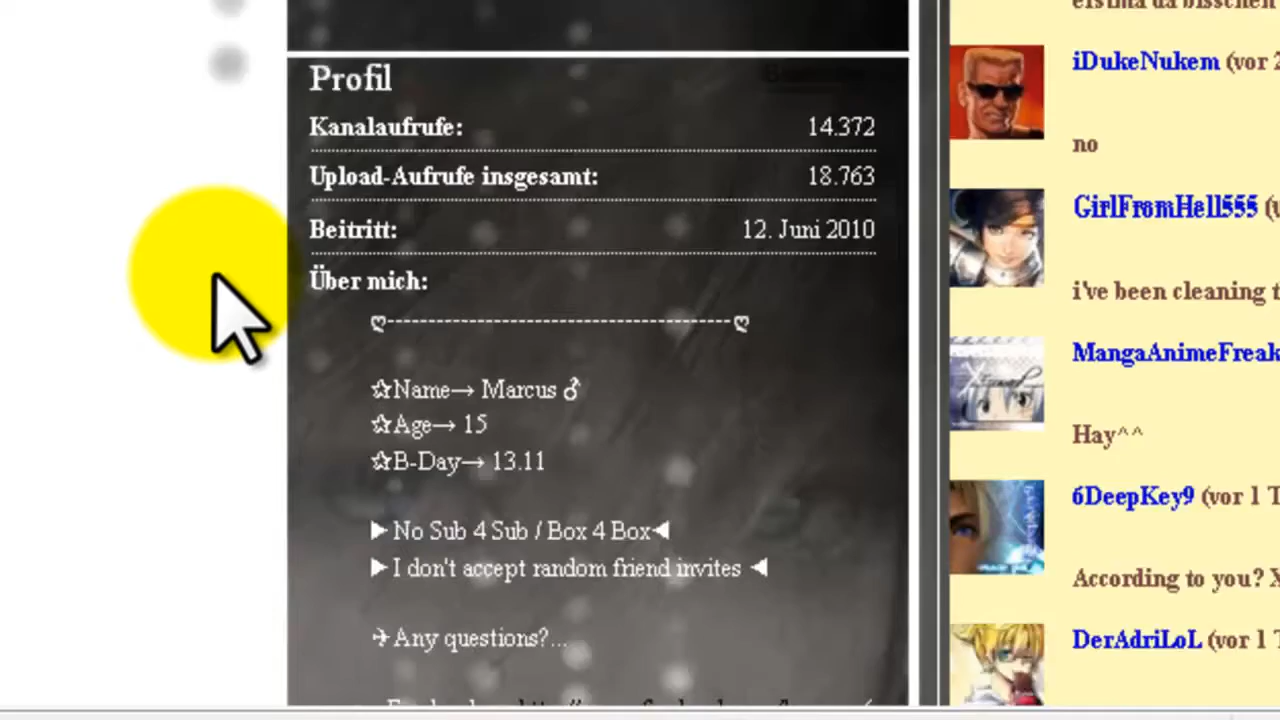 Profil
Kanalaufrufe: 14.372
Upload-Aufrufe insgesamt: 18.763
Beitritt: 12. Juni 2010
Über mich:
ღ------------------------------------------ღ
✰Name→ Marcus ♂
✰Age→ 15
✰B-Day→ 13.11
►No Sub 4 Sub / Box 4 Box◄
►I don't accept random friend invites ◄
✈Any questions?...
iDukeNukem (vor 2
no
GirlFromHell555
i've been cleaning
MangaAnimeFreak
Hay^^
6DeepKey9 (vor 1 T
According to you? X
DerAdriLoL (vor 1 T